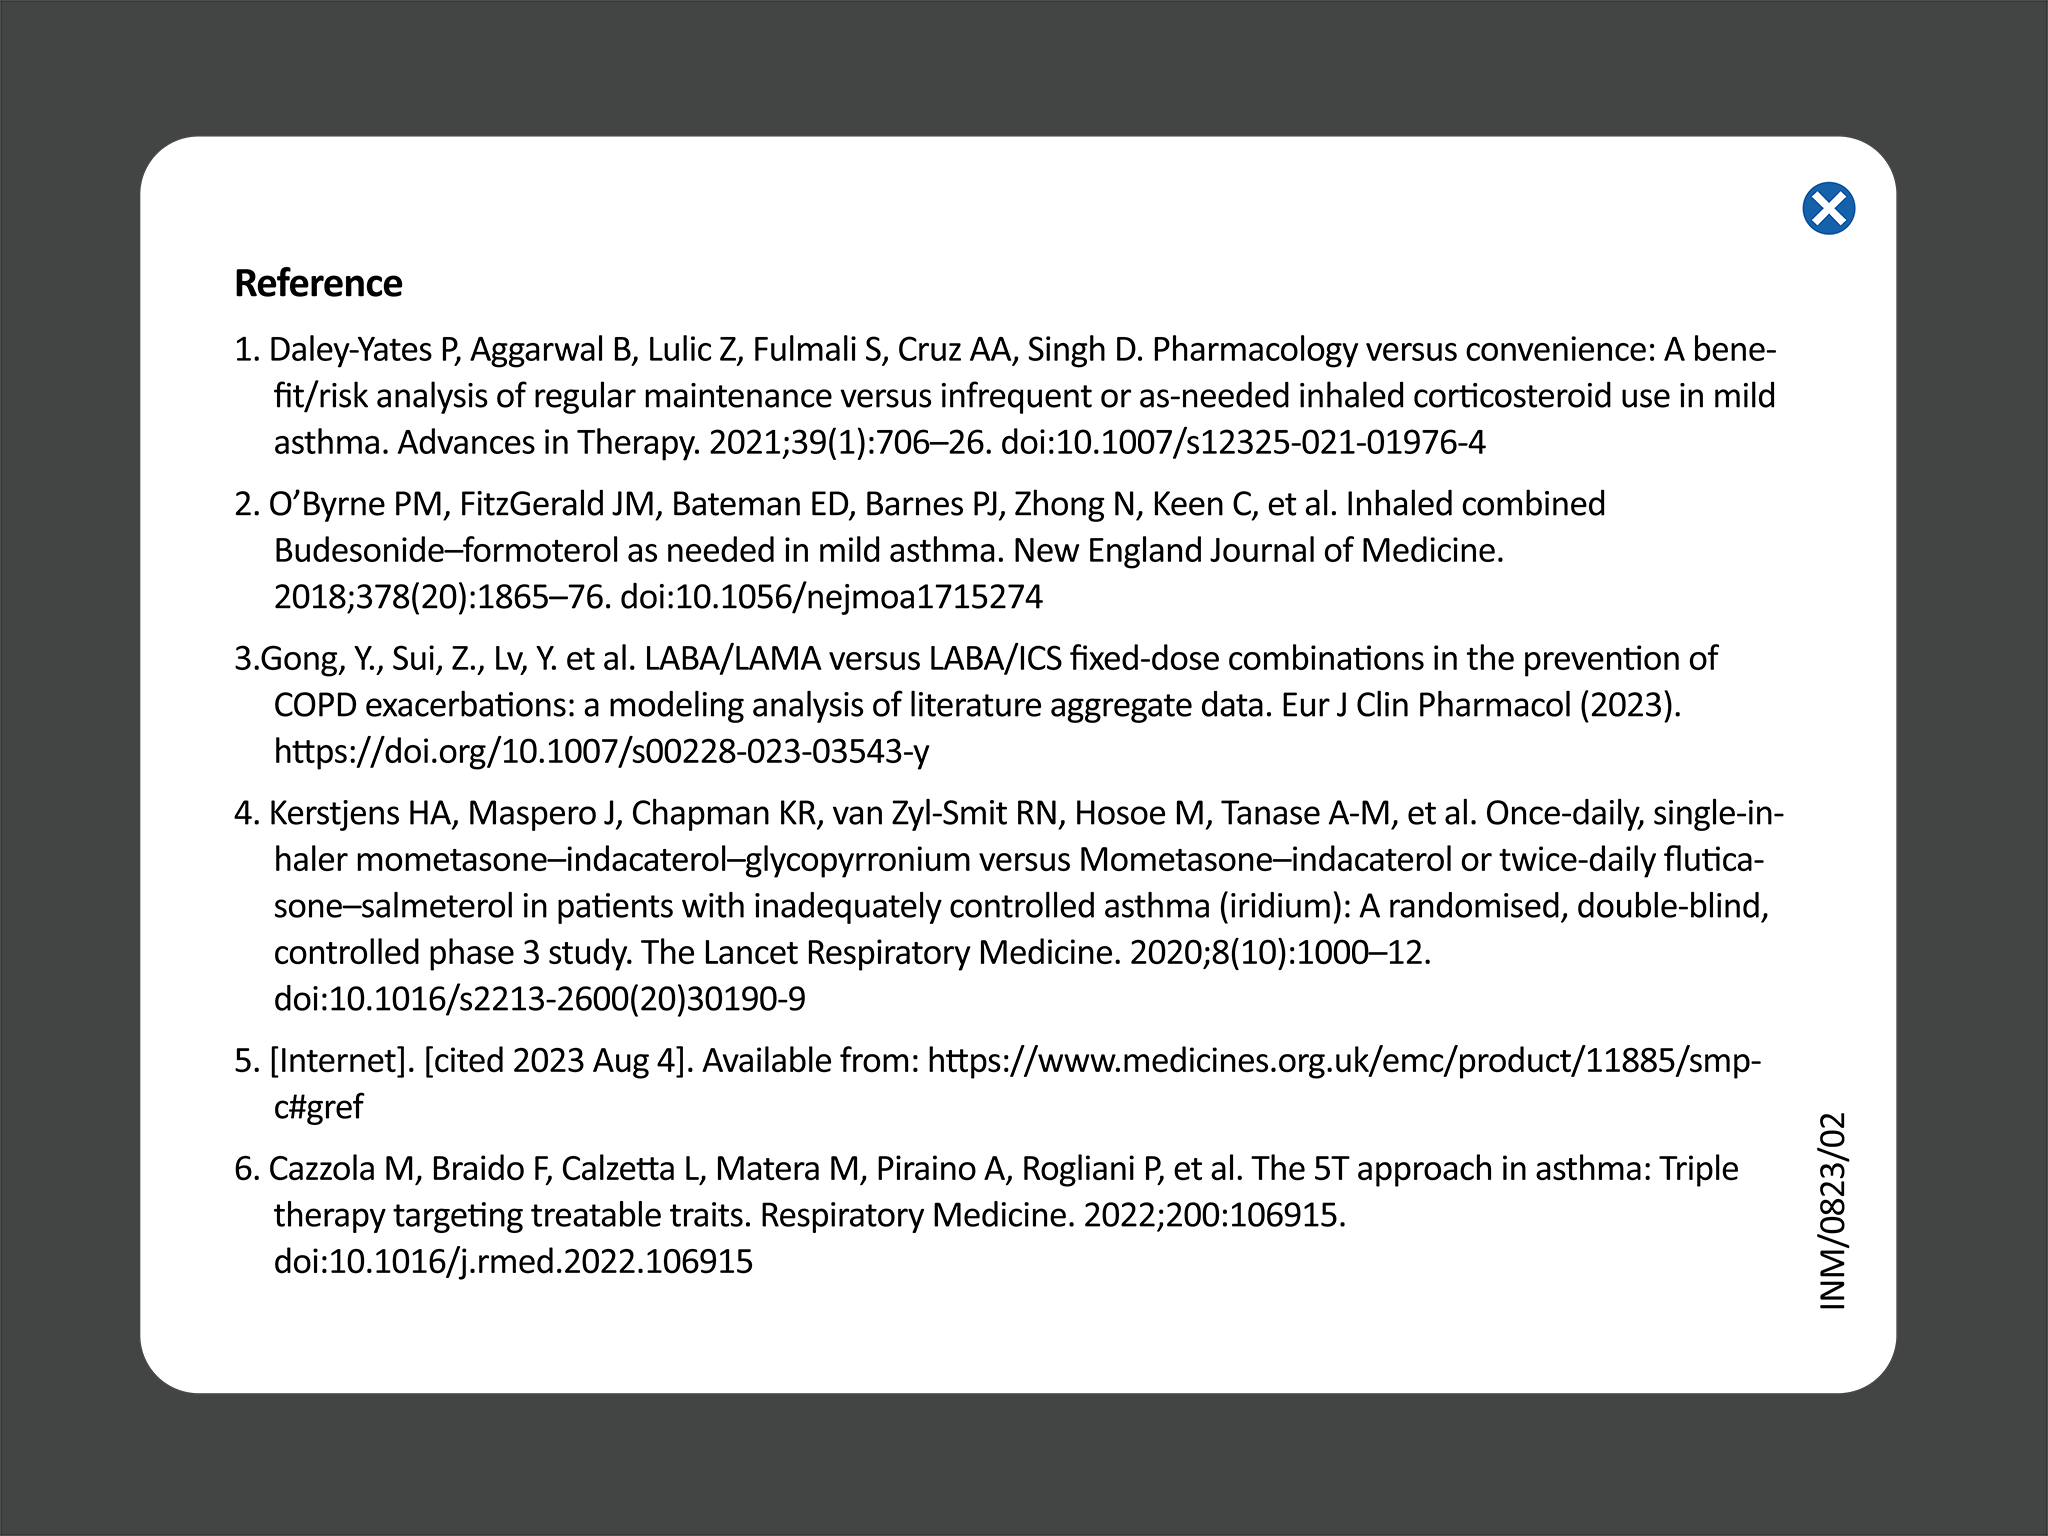 Reference
1. Daley-Yates P, Aggarwal B, Lulic Z, Fulmali S, Cruz AA, Singh D. Pharmacology versus convenience: A bene-
fit/risk analysis of regular maintenance versus infrequent or as-needed inhaled corticosteroid use in mild
asthma. Advances in Therapy. 2021;39(1):706–26. doi:10.1007/s12325-021-01976-4
2. O’Byrne PM, FitzGerald JM, Bateman ED, Barnes PJ, Zhong N, Keen C, et al. Inhaled combined
Budesonide–formoterol as needed in mild asthma. New England Journal of Medicine.
2018;378(20):1865–76. doi:10.1056/nejmoa1715274
3.Gong, Y., Sui, Z., Lv, Y. et al. LABA/LAMA versus LABA/ICS fixed-dose combinations in the prevention of
COPD exacerbations: a modeling analysis of literature aggregate data. Eur J Clin Pharmacol (2023).
https://doi.org/10.1007/s00228-023-03543-y
4. Kerstjens HA, Maspero J, Chapman KR, van Zyl-Smit RN, Hosoe M, Tanase A-M, et al. Once-daily, single-in-
haler mometasone–indacaterol–glycopyrronium versus Mometasone–indacaterol or twice-daily flutica-
sone–salmeterol in patients with inadequately controlled asthma (iridium): A randomised, double-blind,
controlled phase 3 study. The Lancet Respiratory Medicine. 2020;8(10):1000–12.
doi:10.1016/s2213-2600(20)30190-9
5. [Internet]. [cited 2023 Aug 4]. Available from: https://www.medicines.org.uk/emc/product/11885/smp-
c#gref
6. Cazzola M, Braido F, Calzetta L, Matera M, Piraino A, Rogliani P, et al. The 5T approach in asthma: Triple
therapy targeting treatable traits. Respiratory Medicine. 2022;200:106915.
doi:10.1016/j.rmed.2022.106915
INM/0823/02